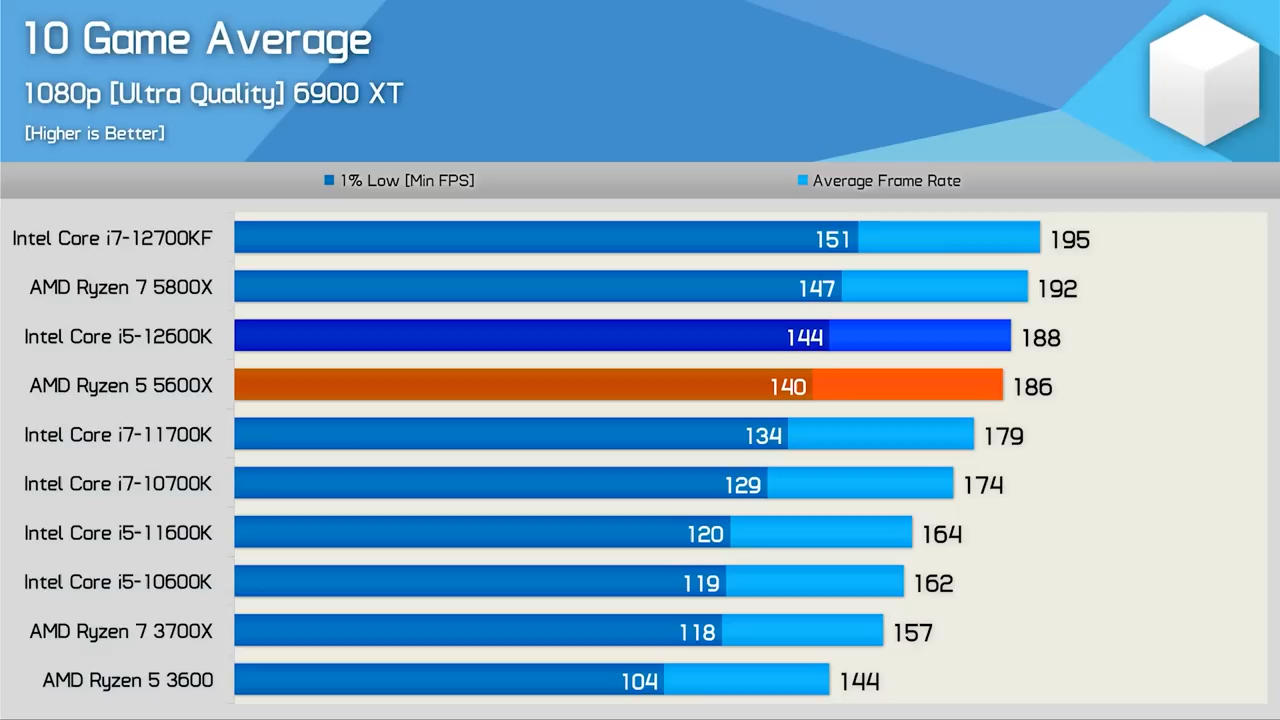 10 Game Average
1080p [Ultra Quality] 6900 XT
[Higher is Better]
1% Low [Min FPS] Average Frame Rate
Intel Core i7-12700KF 151 195
AMD Ryzen 7 5800X 147 192
Intel Core i5-12600K 144 188
AMD Ryzen 5 5600X 140 186
Intel Core i7-11700K 134 179
Intel Core i7-10700K 129 174
Intel Core i5-11600K 120 164
Intel Core i5-10600K 119 162
AMD Ryzen 7 3700X 118 157
AMD Ryzen 5 3600 104 144